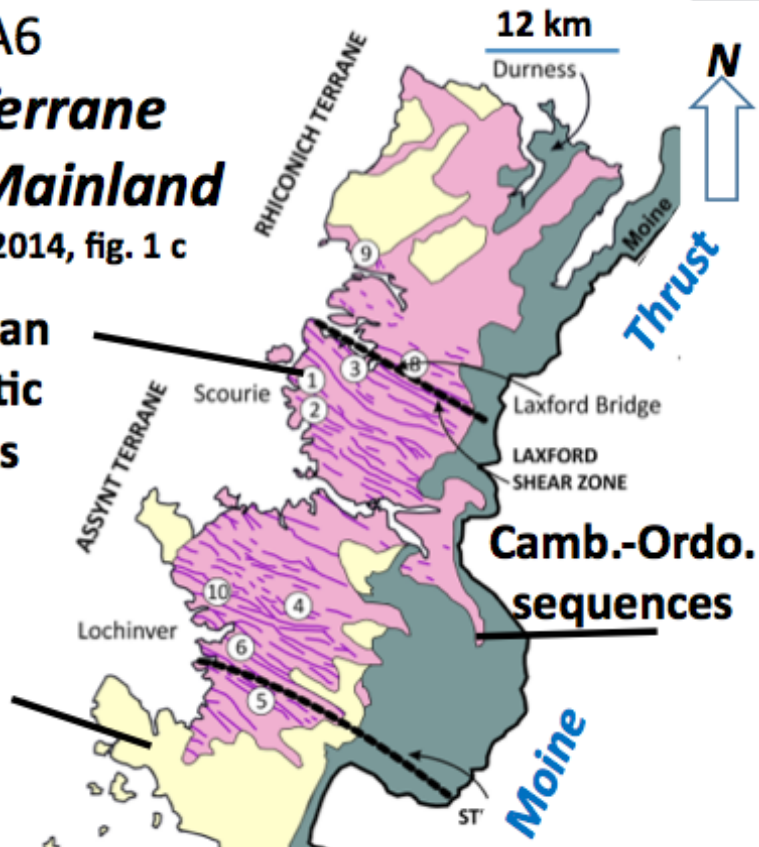 A6
12 km
Durness
N
RHICONICH TERRANE
errane
Mainland
2014, fig. 1 c
Moine
Thrust
9
an
tic
s
1
2
3
8
Scourie
Laxford Bridge
LAXFORD
SHEAR ZONE
ASSYNT TERRANE
Camb.-Ordo.
sequences
10
4
Lochinver
6
5
Moine
ST'